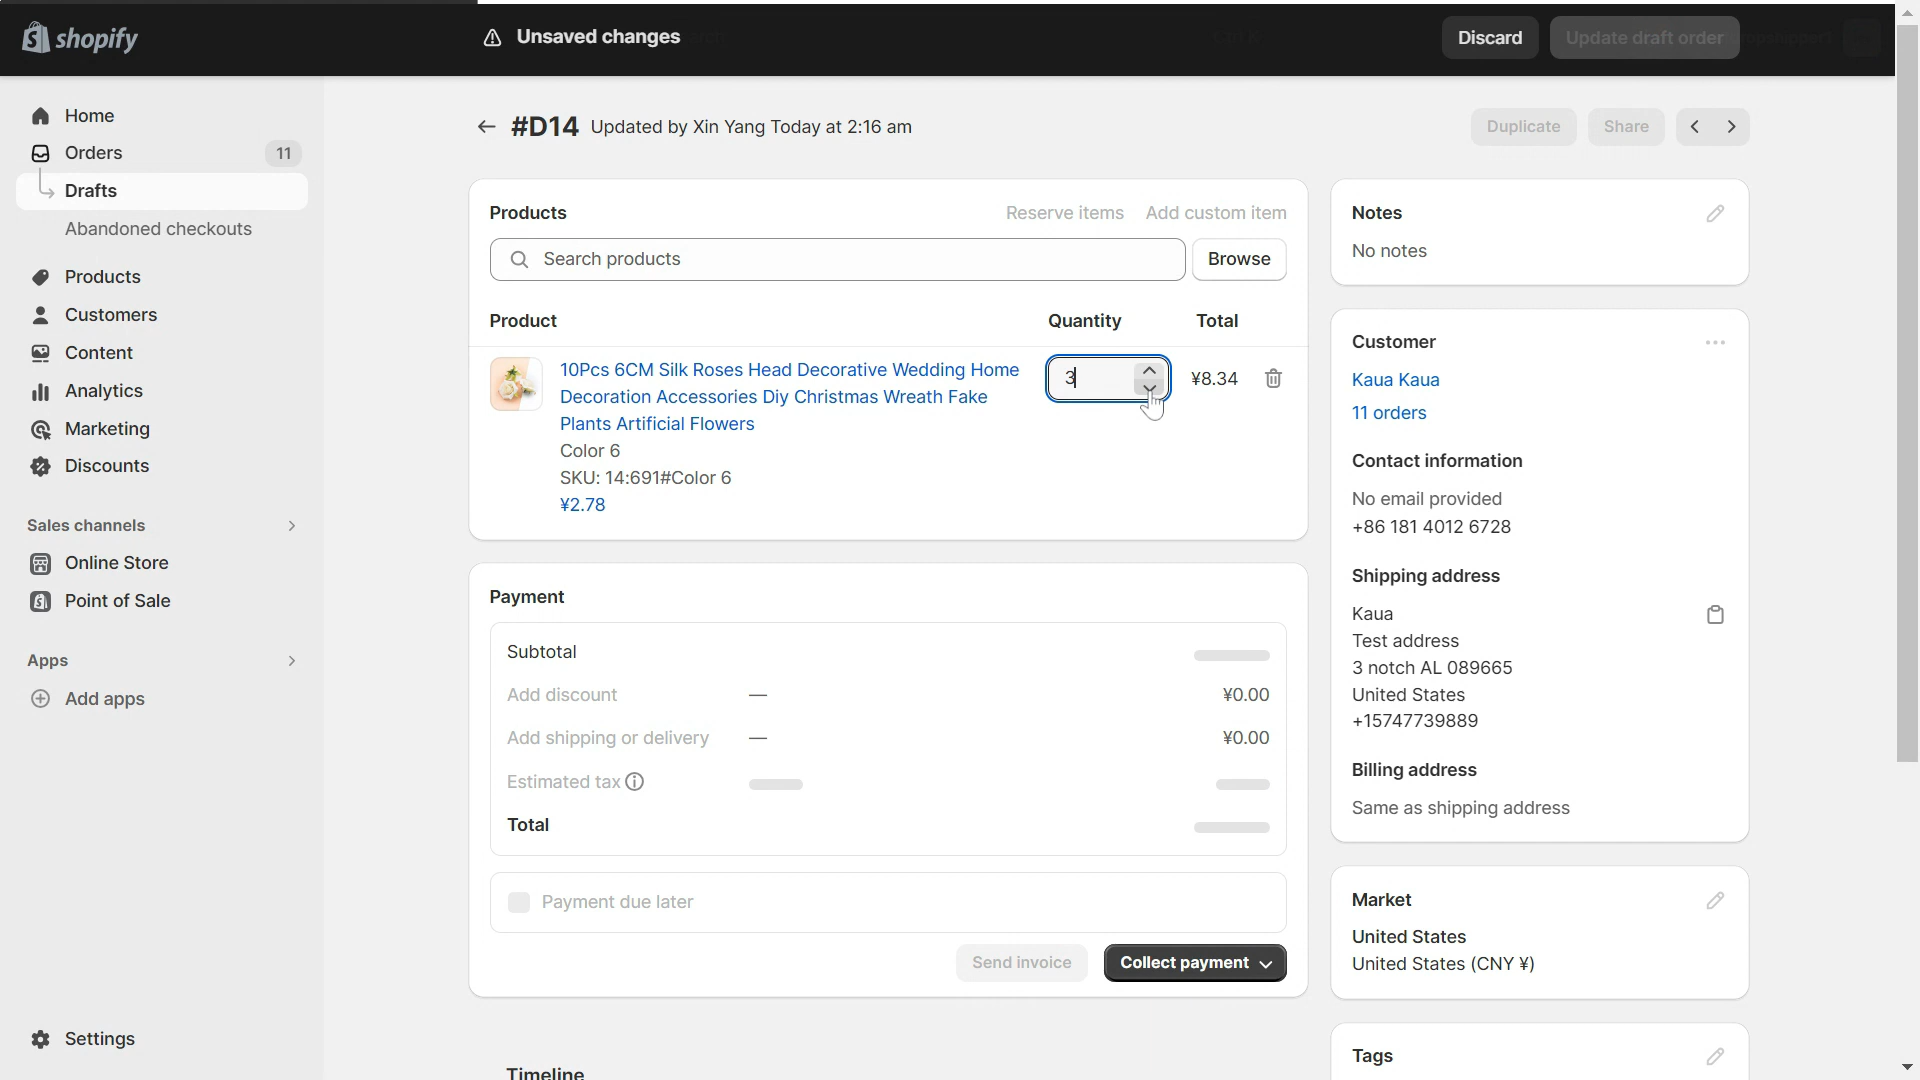 shopify
Unsaved changes
Discard
Update draft order
Home
Orders
11
Drafts
Abandoned checkouts
Products
Customers
Content
Analytics
Marketing
Discounts
Sales channels
Online Store
Point of Sale
Apps
Add apps
Settings
#D14 Updated by Xin Yang Today at 2:16 am
Duplicate
Share
Products
Reserve items
Add custom item
Search products
Browse
Product
Quantity
Total
10Pcs 6CM Silk Roses Head Decorative Wedding Home
Decoration Accessories Diy Christmas Wreath Fake
Plants Artificial Flowers
Color 6
SKU: 14:691#Color 6
¥2.78
3
¥8.34
Payment
Subtotal
Add discount
—
¥0.00
Add shipping or delivery
—
¥0.00
Estimated tax
Total
Payment due later
Send invoice
Collect payment
Timeline
Notes
No notes
Customer
Kaua Kaua
11 orders
Contact information
No email provided
+86 181 4012 6728
Shipping address
Kaua
Test address
3 notch AL 089665
United States
+15747739889
Billing address
Same as shipping address
Market
United States
United States (CNY ¥)
Tags